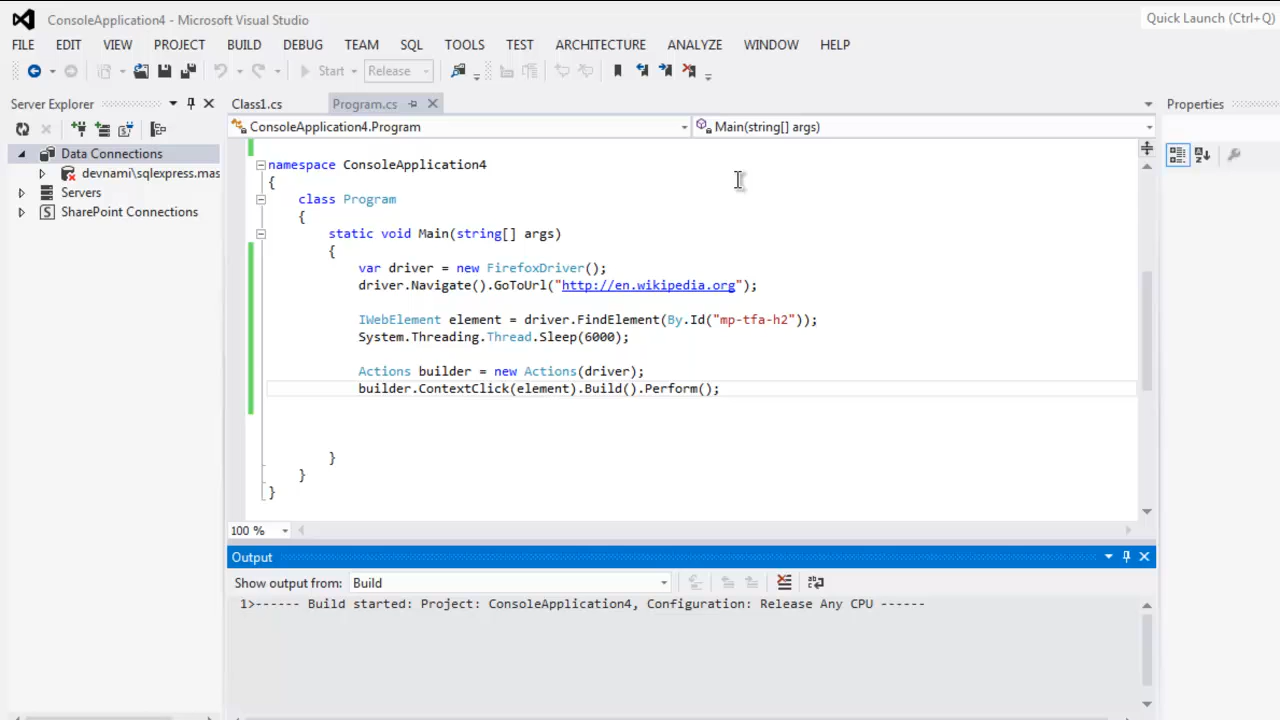 ConsoleApplication4 - Microsoft Visual Studio
Quick Launch (Ctrl+Q)
FILE EDIT VIEW PROJECT BUILD DEBUG TEAM SQL TOOLS TEST ARCHITECTURE ANALYZE WINDOW HELP
Start Release
Server Explorer
Class1.cs Program.cs
Properties
ConsoleApplication4.Program
Main(string[] args)
Data Connections
devnami\sqlexpress.mas
Servers
SharePoint Connections
namespace ConsoleApplication4
{
class Program
{
static void Main(string[] args)
{
var driver = new FirefoxDriver();
driver.Navigate().GoToUrl("http://en.wikipedia.org");
IWebElement element = driver.FindElement(By.Id("mp-tfa-h2"));
System.Threading.Thread.Sleep(6000);
Actions builder = new Actions(driver);
builder.ContextClick(element).Build().Perform();
}
}
}
100 %
Output
Show output from: Build
1>------ Build started: Project: ConsoleApplication4, Configuration: Release Any CPU ------